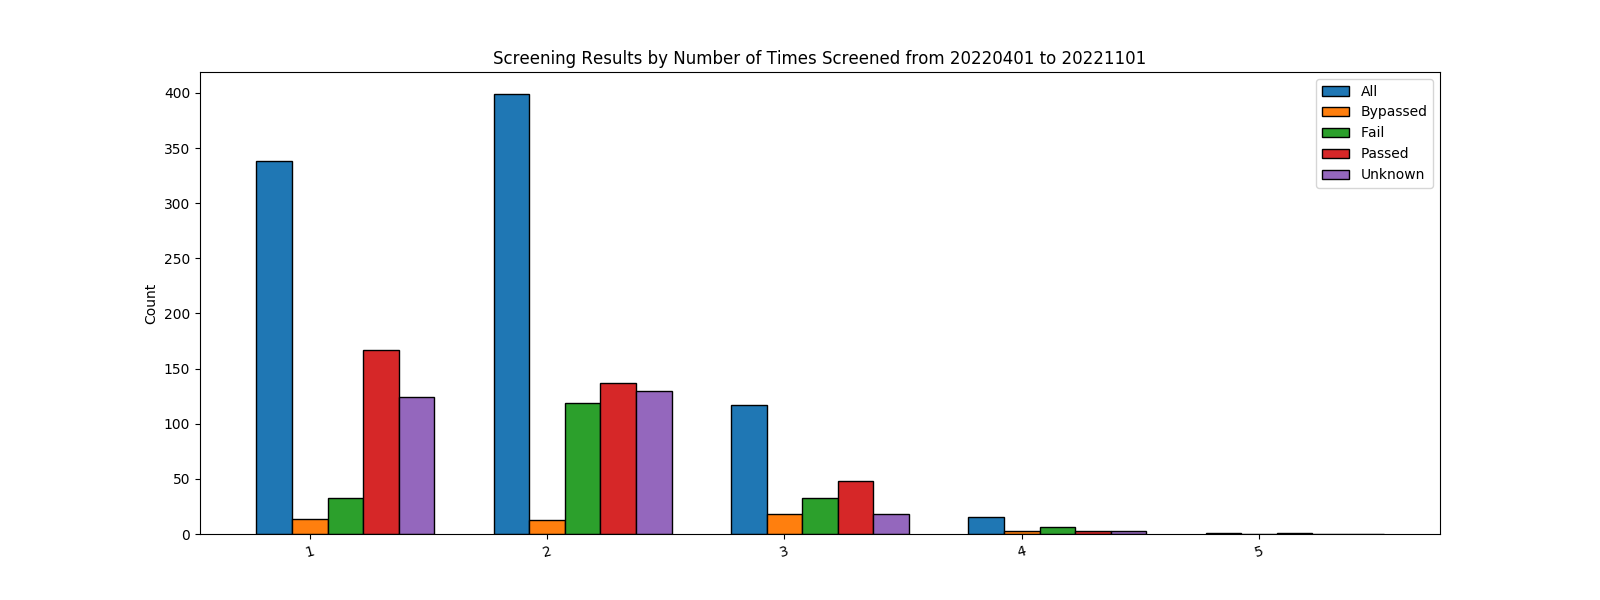 Screening Results by Number of Times Screened from 20220401 to 20221101
400
350
300
250
200
150
100
50
0
Count
All
Bypassed
Fail
Passed
Unknown
1
2
3
4
5